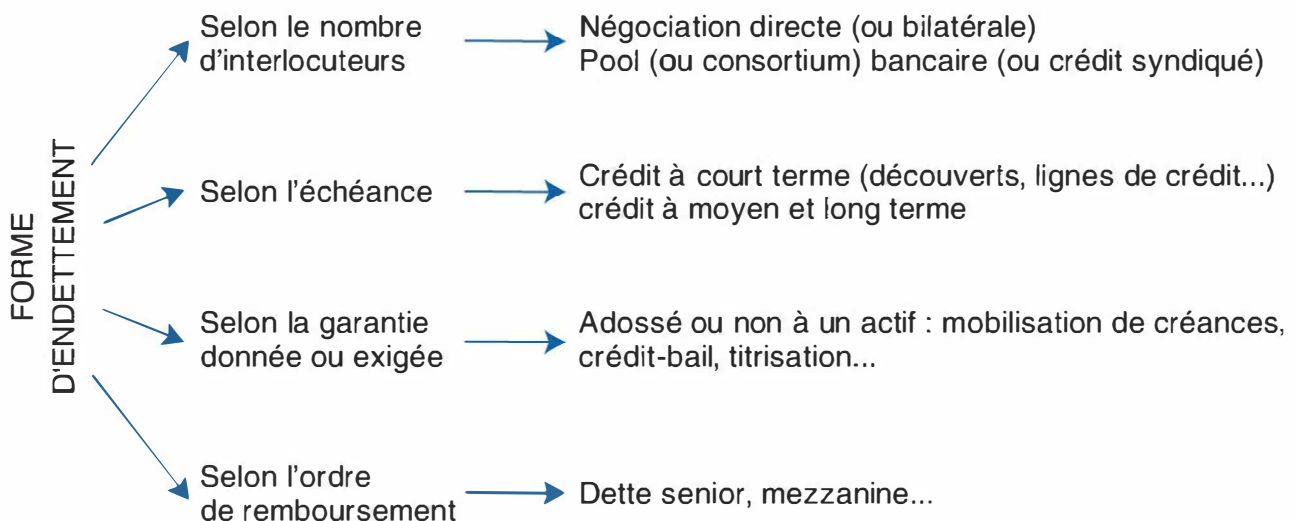 FORME
D'ENDETTEMENT
Selon le nombre
d'interlocuteurs
Négociation directe (ou bilatérale)
Pool (ou consortium) bancaire (ou crédit syndiqué)
Selon l'échéance
Crédit à court terme (découverts, lignes de crédit...)
crédit à moyen et long terme
Selon la garantie
donnée ou exigée
Adossé ou non à un actif : mobilisation de créances,
crédit-bail, titrisation...
Selon l'ordre
de remboursement
Dette senior, mezzanine...